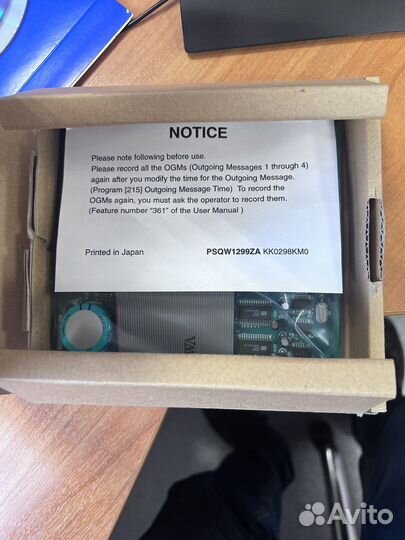 NOTICE
Please note following before use.
Please record all the OGMs (Outgoing Messages 1 through 4)
again after you modify the time for the Outgoing Message.
(Program [215] Outgoing Message Time) To record the
OGMs again, you must ask the operator to record them.
(Feature number "361" of the User Manual )
Printed in Japan
PSQW1299ZA KK0298KM0
Avito